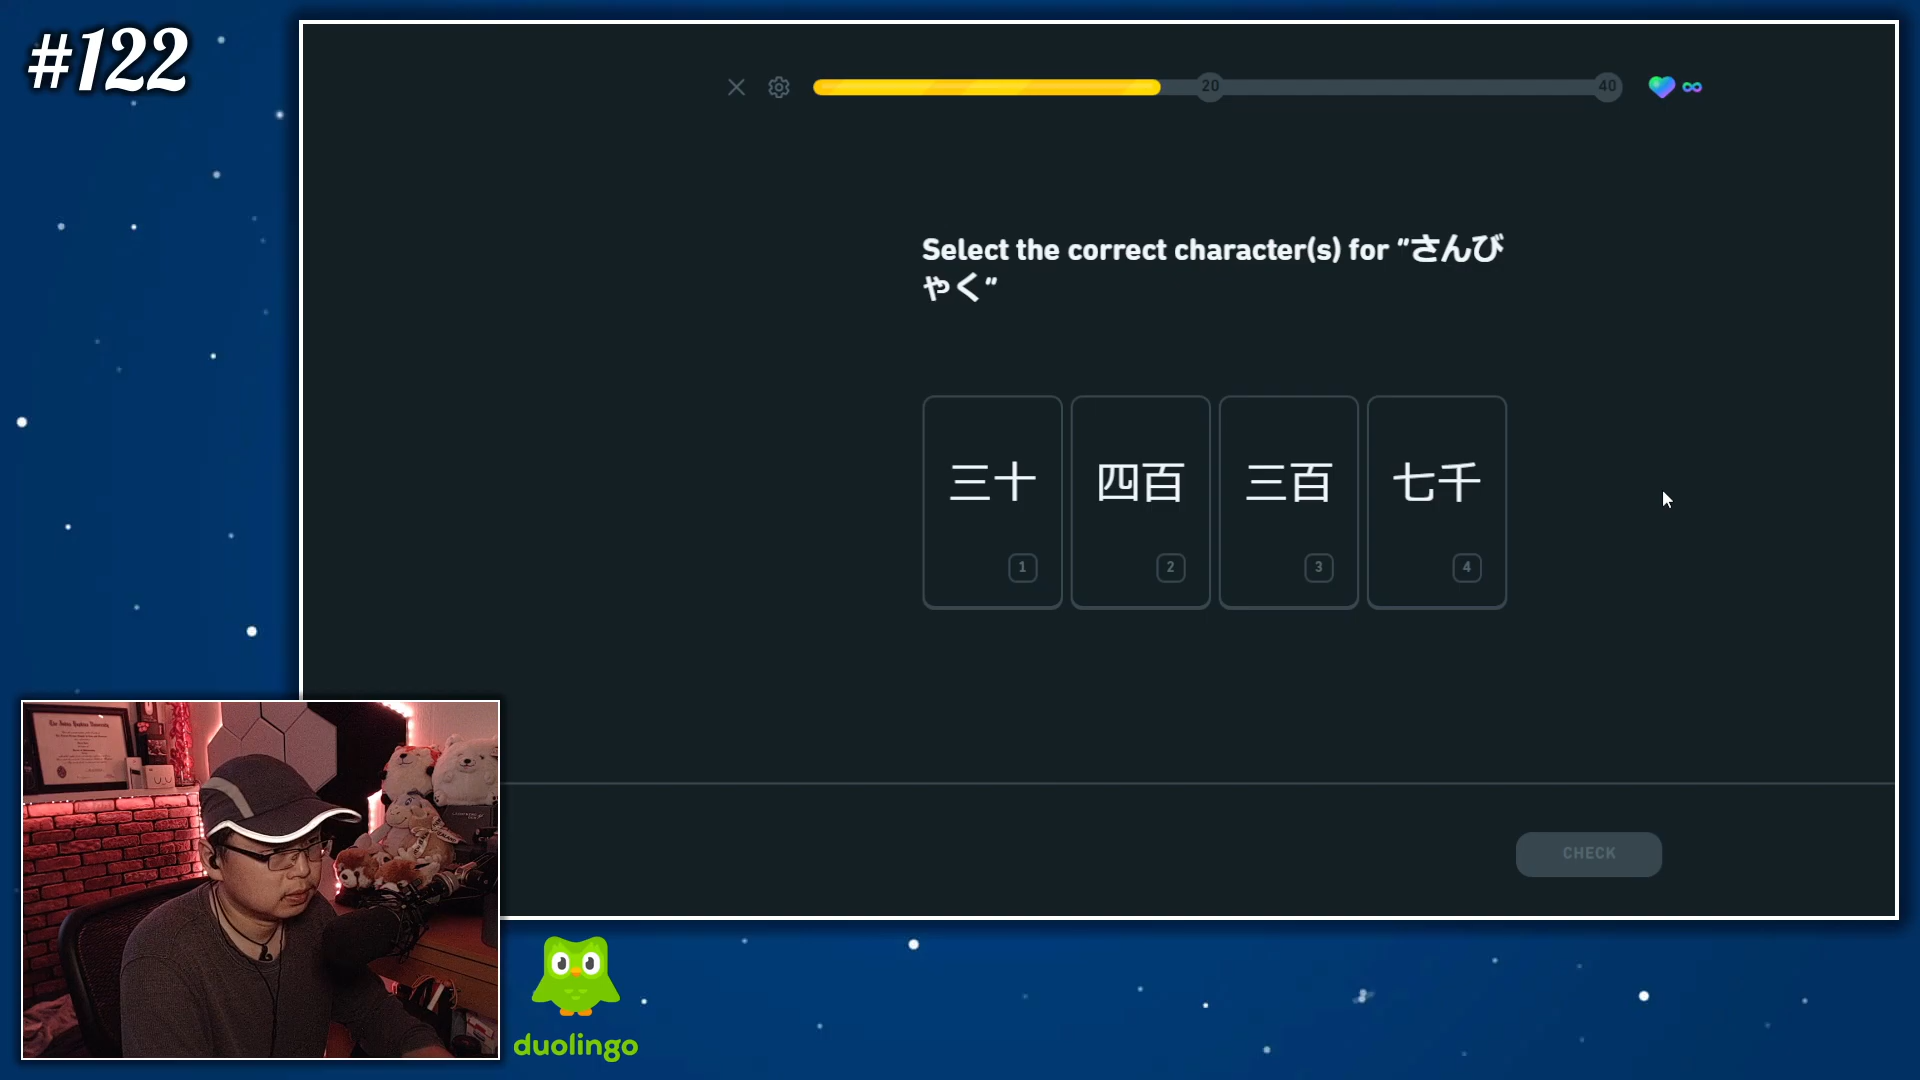 #122
20
40
Select the correct character(s) for "さんび
ゃく"
三十
四百
三百
七千
1
2
3
4
CHECK
duolingo